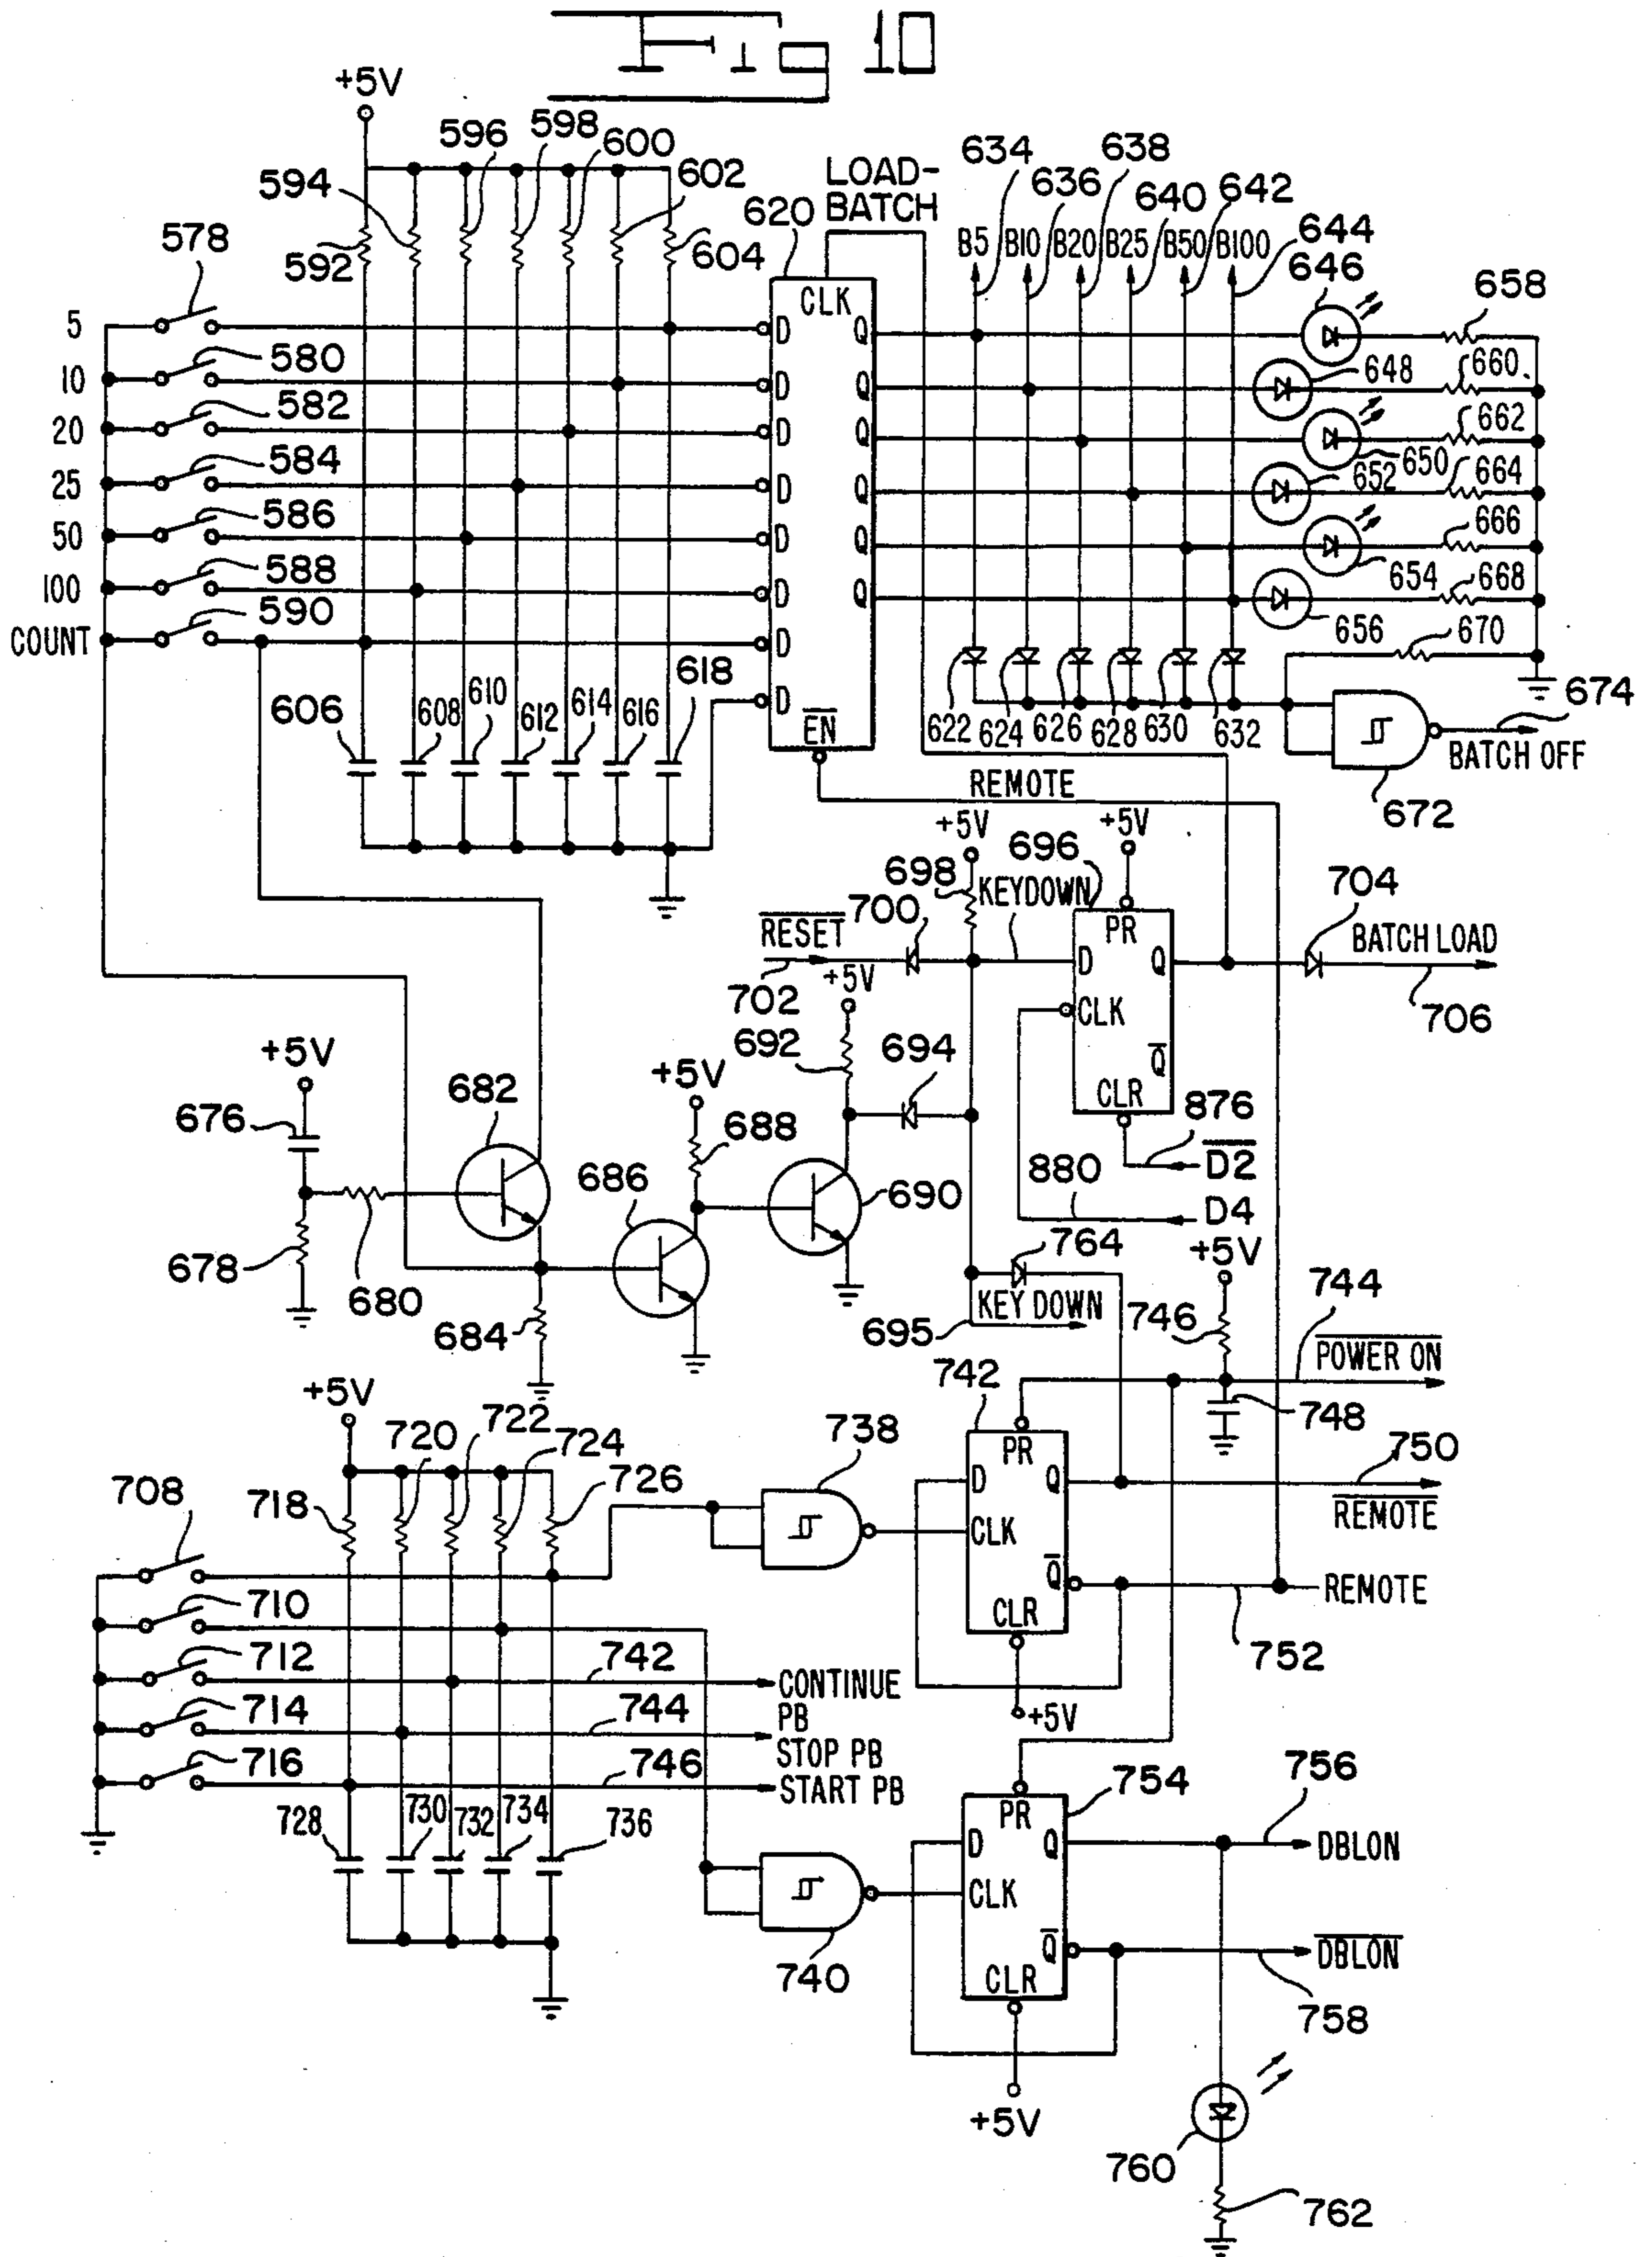 Fig 10
+5V
596
598
600
602
594
592
604
578
620
LOAD-
BATCH
634
636
638
640
642
644
646
B5 B10 B20 B25 B50 B100
658
5
CLK
D Q
10
580
D Q
648
660
20
582
D Q
650
662
25
584
D Q
652
664
50
586
D Q
654
666
100
588
D Q
656
668
COUNT
590
D
670
606
608
610
612
614
616
618
D
E̅N̅
622
624
626
628
630
632
674
BATCH OFF
672
REMOTE
+5V
+5V
698
696
KEYDOWN
700
R̅E̅S̅E̅T̅
702
PR
D Q
CLK
Q̅
CLR
704
BATCH LOAD
706
+5V
692
694
+5V
676
682
+5V
688
686
690
876
D̅2̅
880
D4
678
680
684
764
KEY DOWN
695
+5V
746
744
P̅O̅W̅E̅R̅ O̅N̅
748
742
PR
D Q
CLK
Q̅
CLR
+5V
750
R̅E̅M̅O̅T̅E̅
REMOTE
752
+5V
720
722
724
726
718
738
708
710
712
742
CONTINUE
PB
714
744
STOP PB
716
746
START PB
728
730
732
734
736
740
754
PR
D Q
CLK
Q̅
CLR
+5V
756
DBLON
D̅B̅L̅O̅N̅
758
760
762